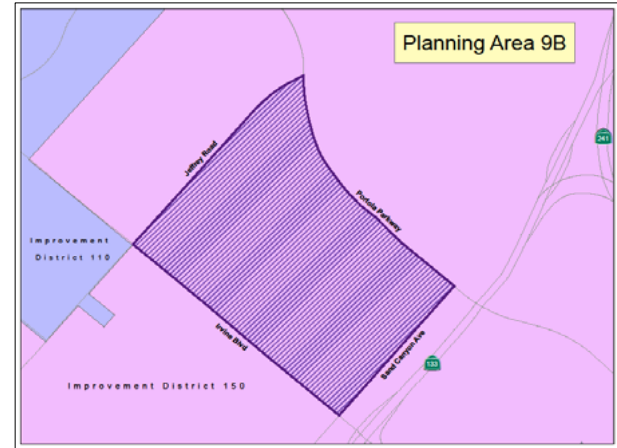 Planning Area 9B
241
Jeffrey Road
Portola Parkway
Improvement
District 110
Irvine Blvd
Sand Canyon Ave
133
Improvement District 150